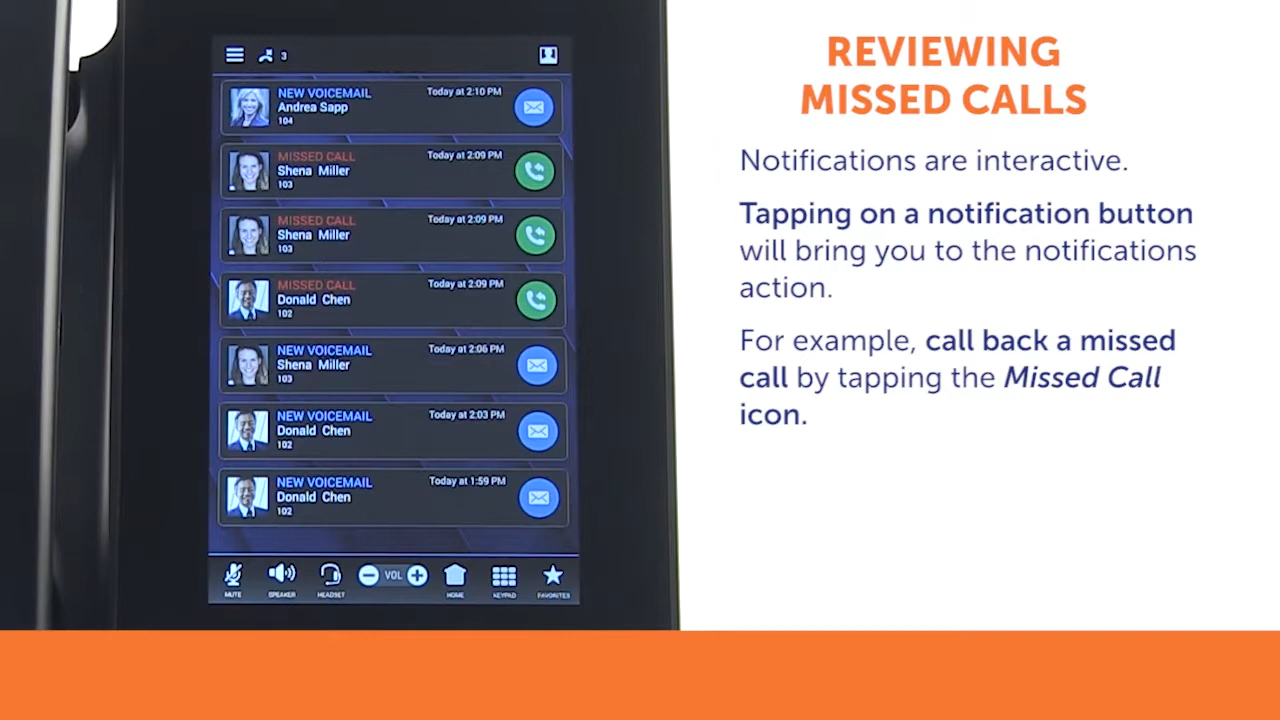 3
NEW VOICEMAIL
Today at 2:10 PM
Andrea Sapp
104
MISSED CALL
Today at 2:09 PM
Shena Miller
103
MISSED CALL
Today at 2:09 PM
Shena Miller
103
MISSED CALL
Today at 2:09 PM
Donald Chen
102
NEW VOICEMAIL
Today at 2:06 PM
Shena Miller
103
NEW VOICEMAIL
Today at 2:03 PM
Donald Chen
102
NEW VOICEMAIL
Today at 1:59 PM
Donald Chen
102
MUTE
SPEAKER
HEADSET
VOL
HOME
KEYPAD
FAVORITES
REVIEWING
MISSED CALLS
Notifications are interactive.
Tapping on a notification button
will bring you to the notifications
action.
For example, call back a missed
call by tapping the Missed Call
icon.